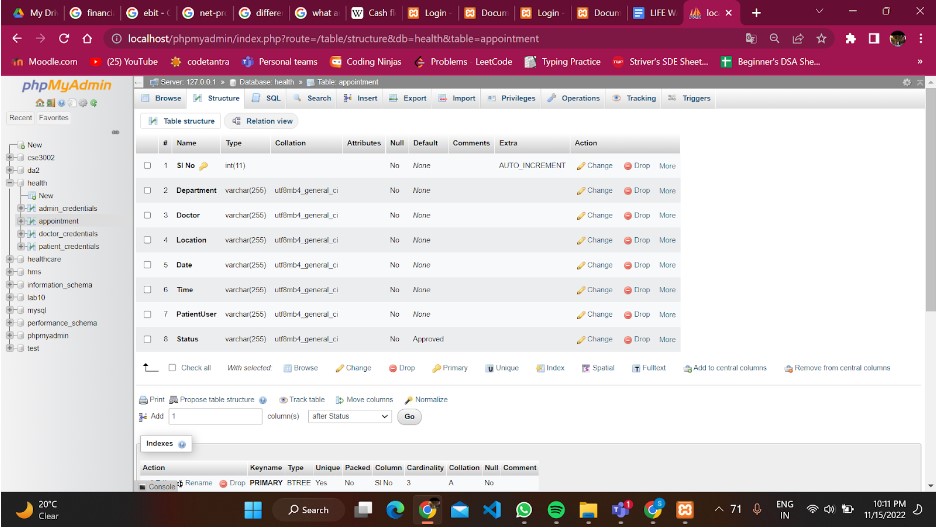 My Dri
financi
ebit - G
net-pro
differe
what a
Cash fl
Login -
Docum
Login -
Docum
LIFE W
loc
localhost/phpmyadmin/index.php?route=/table/structure&db=health&table=appointment
Moodle.com (25) YouTube codetantra Personal teams Coding Ninjas Problems - LeetCode Typing Practice Striver's SDE Sheet... Beginner's DSA She...
phpMyAdmin
Server: 127.0.0.1 » Database: health » Table: appointment
Browse Structure SQL Search Insert Export Import Privileges Operations Tracking Triggers
Recent Favorites
Table structure Relation view
New
cse3002
da2
health
New
admin_credentials
appointment
doctor_credentials
patient_credentials
healthcare
hms
information_schema
lab10
mysql
performance_schema
phpmyadmin
test
# Name Type Collation Attributes Null Default Comments Extra Action
1 Sl No int(11) No None AUTO_INCREMENT Change Drop More
2 Department varchar(255) utf8mb4_general_ci No None Change Drop More
3 Doctor varchar(255) utf8mb4_general_ci No None Change Drop More
4 Location varchar(255) utf8mb4_general_ci No None Change Drop More
5 Date varchar(255) utf8mb4_general_ci No None Change Drop More
6 Time varchar(255) utf8mb4_general_ci No None Change Drop More
7 PatientUser varchar(255) utf8mb4_general_ci No None Change Drop More
8 Status varchar(255) utf8mb4_general_ci No Approved Change Drop More
Check all With selected: Browse Change Drop Primary Unique Index Spatial Fulltext Add to central columns Remove from central columns
Print Propose table structure Track table Move columns Normalize
Add 1 column(s) after Status Go
Indexes
Action Keyname Type Unique Packed Column Cardinality Collation Null Comment
Rename Drop PRIMARY BTREE Yes No Sl No 3 A No
Console
20°C
Clear
Search
71
ENG
IN
10:11 PM
11/15/2022